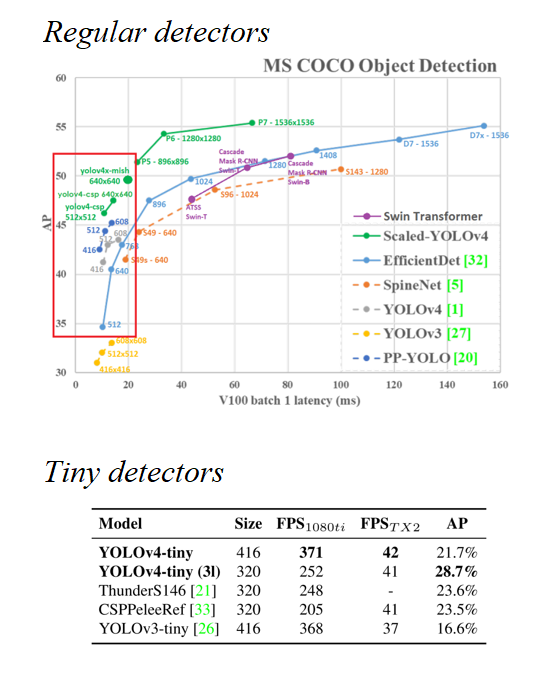 Regular detectors
MS COCO Object Detection
60
55
50
45
40
35
30
AP
0 20 40 60 80 100 120 140 160
V100 batch 1 latency (ms)
P7 - 1536x1536
P6 - 1280x1280
P5 - 896x896
yolov4x-mish
640x640
yolov4-csp 640x640
yolov4-csp
512x512
D7x - 1536
D7 - 1536
1408
1280
1024
896
768
640
512
Cascade
Mask R-CNN
Swin-T
Cascade
Mask R-CNN
Swin-B
ATSS
Swin-T
S143 - 1280
S96 - 1024
S49 - 640
S49s - 640
608
512
416
608
512
416
608x608
512x512
416x416
Swin Transformer
Scaled-YOLOv4
EfficientDet [32]
SpineNet [5]
YOLOv4 [1]
YOLOv3 [27]
PP-YOLO [20]
Tiny detectors
Model Size FPS1080ti FPSTX2 AP
YOLOv4-tiny 416 371 42 21.7%
YOLOv4-tiny (3l) 320 252 41 28.7%
ThunderS146 [21] 320 248 - 23.6%
CSPPeleeRef [33] 320 205 41 23.5%
YOLOv3-tiny [26] 416 368 37 16.6%